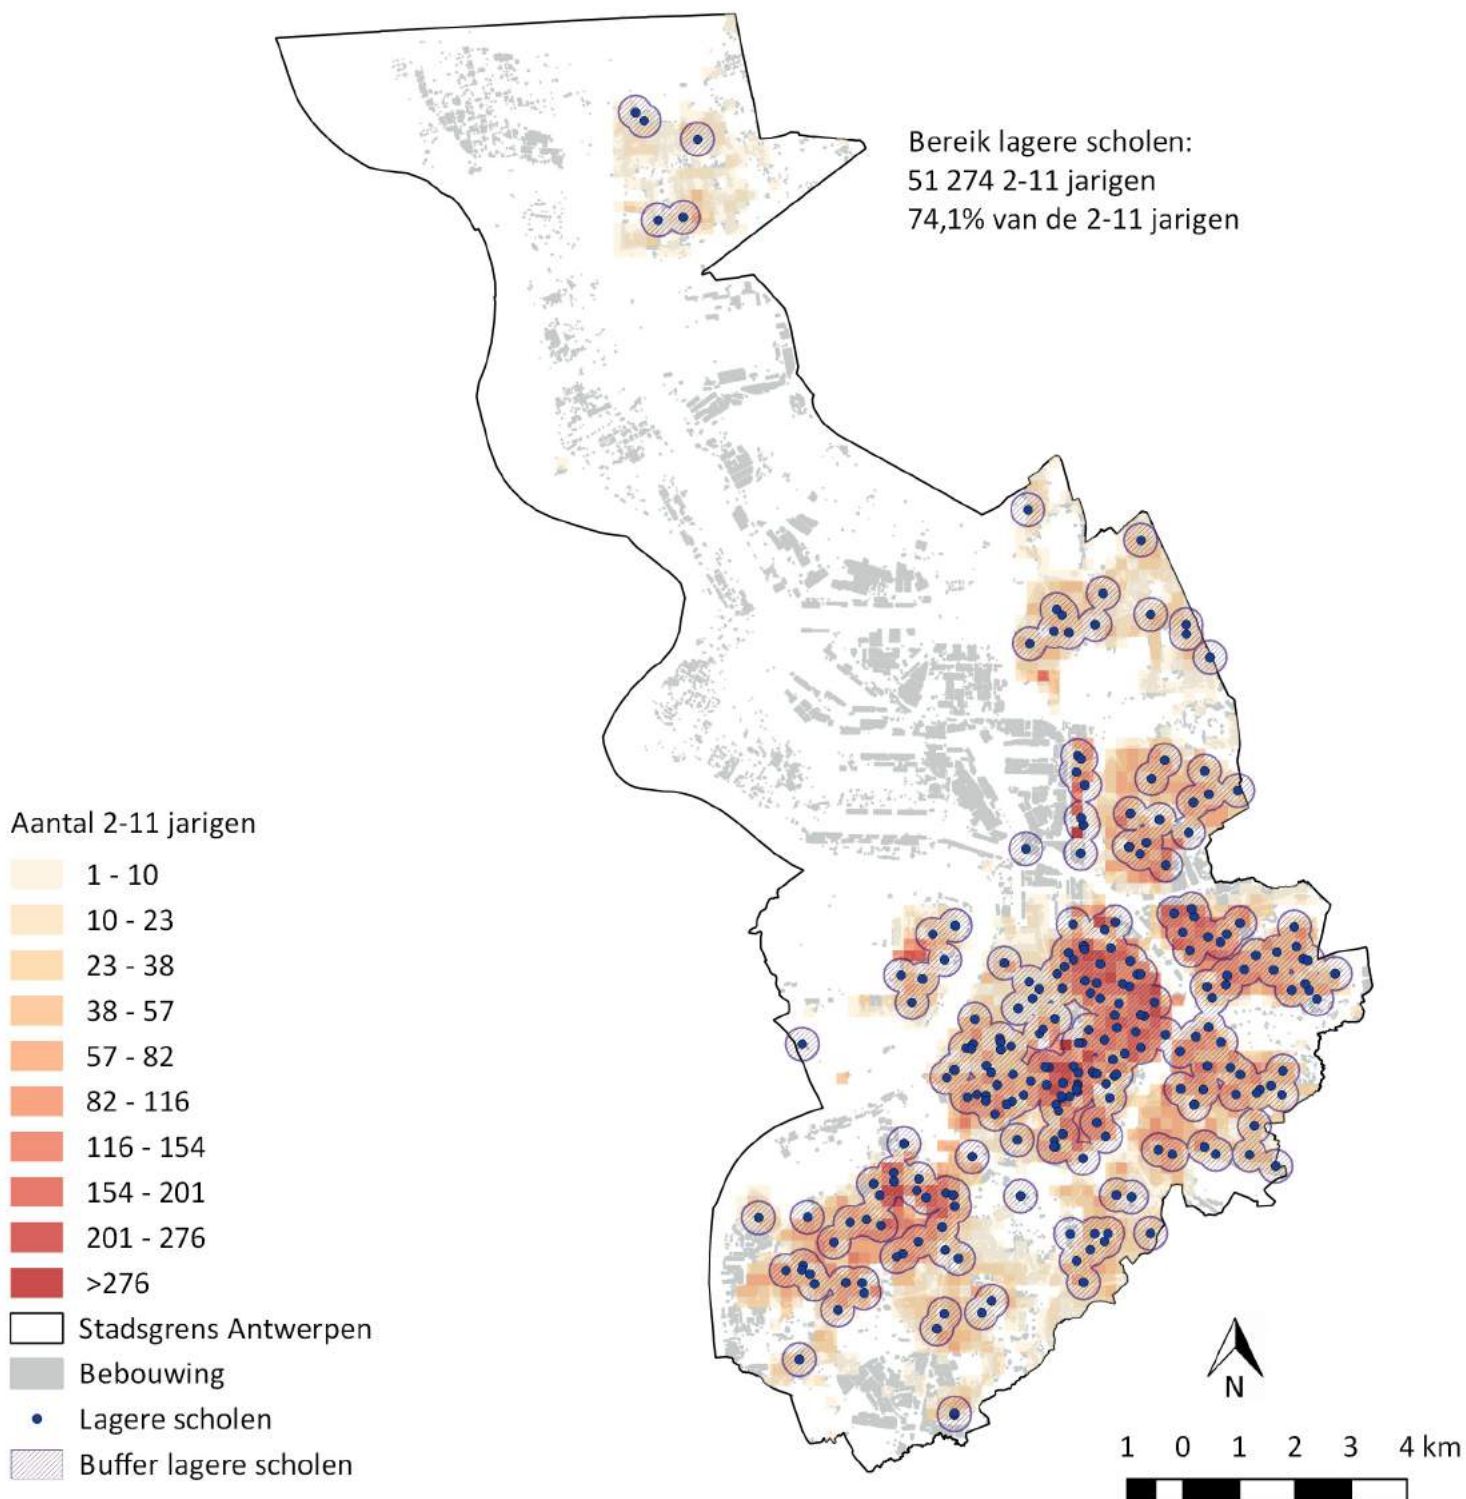 Bereik lagere scholen:
51 274 2-11 jarigen
74,1% van de 2-11 jarigen
Aantal 2-11 jarigen
1 - 10
10 - 23
23 - 38
38 - 57
57 - 82
82 - 116
116 - 154
154 - 201
201 - 276
>276
Stadsgrens Antwerpen
Bebouwing
Lagere scholen
Buffer lagere scholen
N
1 0 1 2 3 4 km